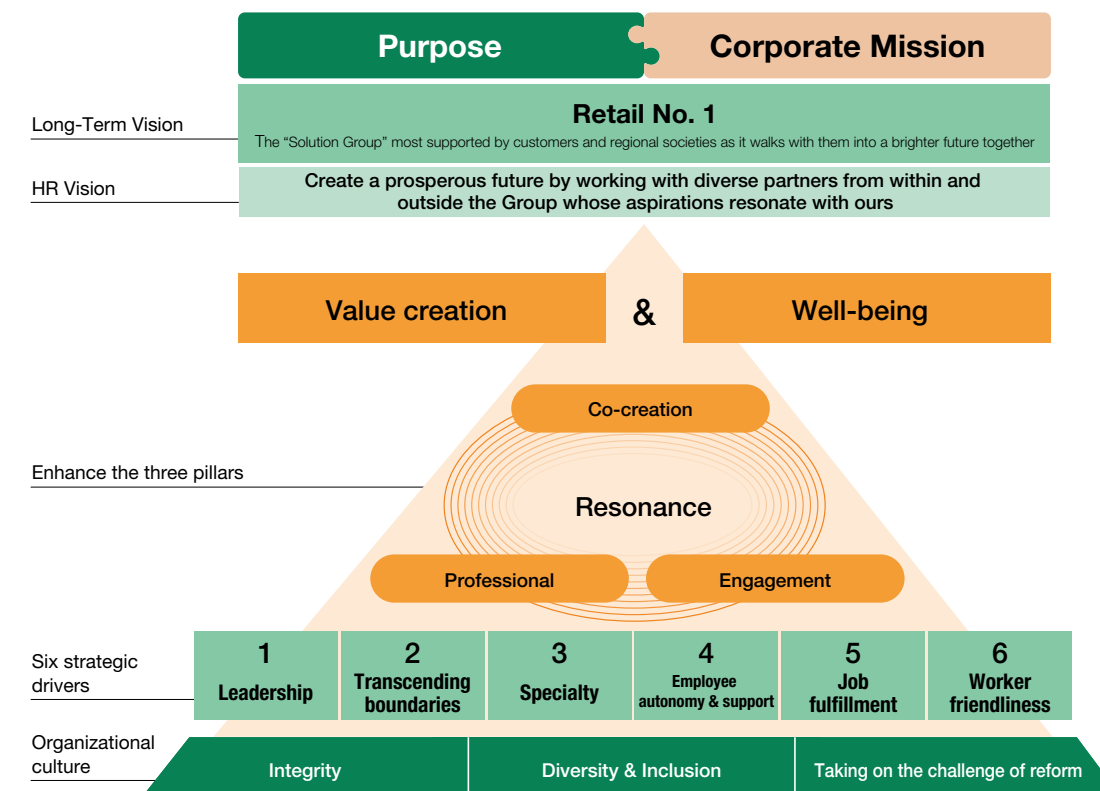 Purpose
Corporate Mission
Long-Term Vision
Retail No. 1
The “Solution Group” most supported by customers and regional societies as it walks with them into a brighter future together
HR Vision
Create a prosperous future by working with diverse partners from within and
outside the Group whose aspirations resonate with ours
Value creation
&
Well-being
Co-creation
Enhance the three pillars
Resonance
Professional
Engagement
Six strategic
drivers
1
Leadership
2
Transcending
boundaries
3
Specialty
4
Employee
autonomy & support
5
Job
fulfillment
6
Worker
friendliness
Organizational
culture
Integrity
Diversity & Inclusion
Taking on the challenge of reform